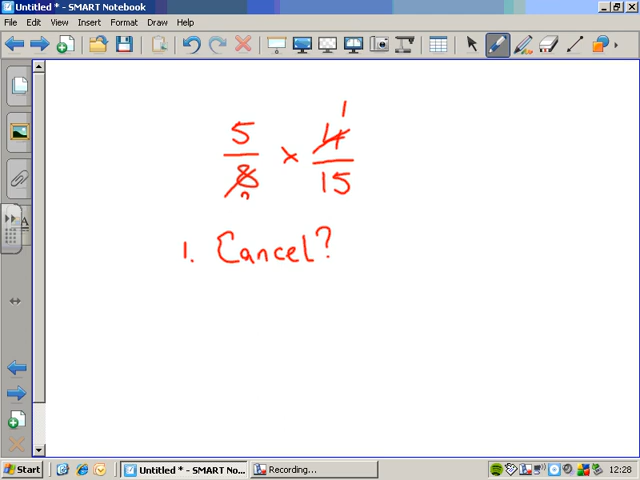 Untitled * - SMART Notebook
File Edit View Insert Format Draw Help
1
5 × 4
8 15
1. Cancel?
A
Start Untitled * - SMART No... Recording... 12:28